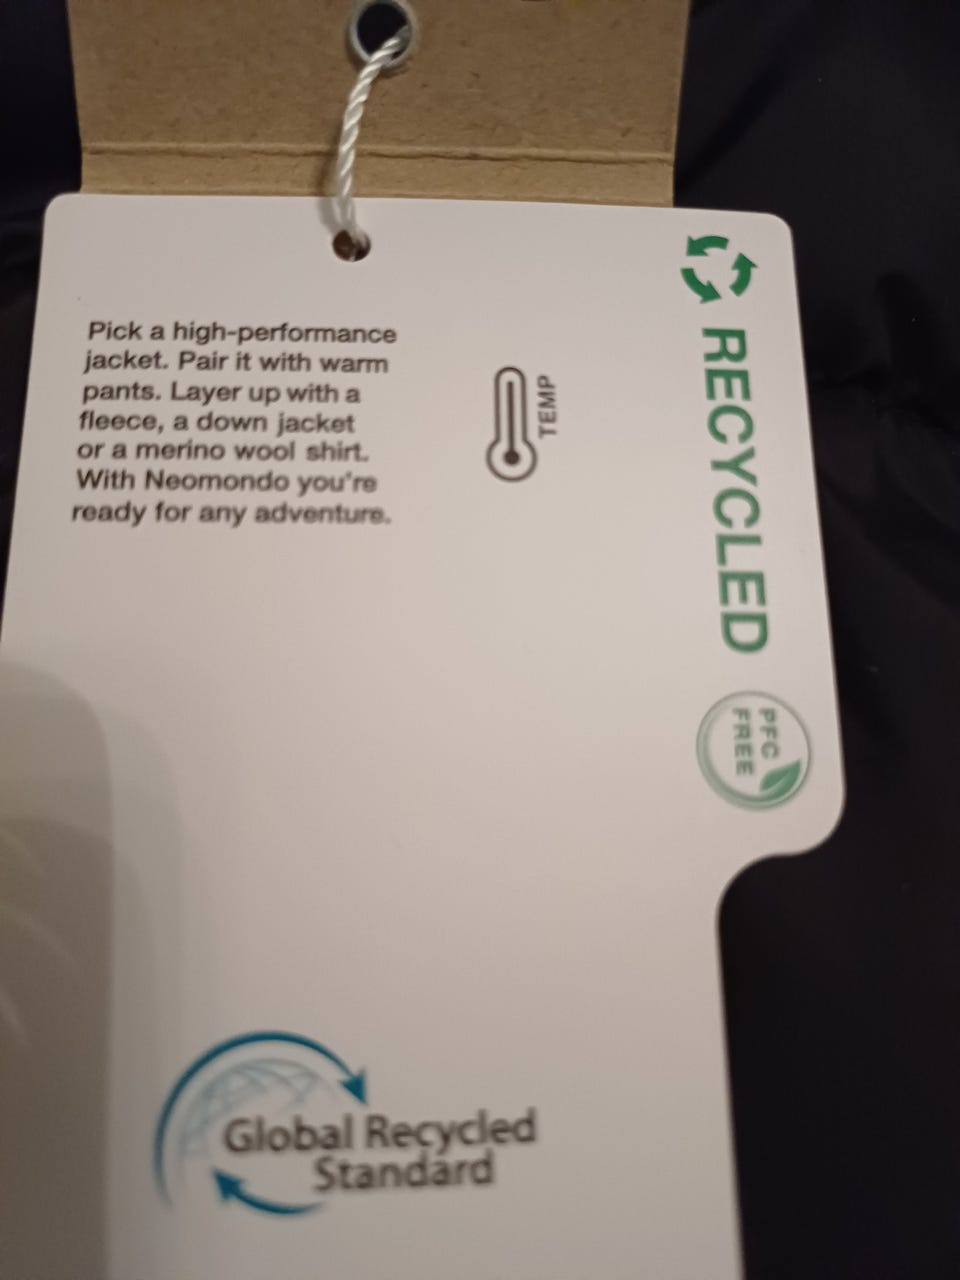 Pick a high-performance
jacket. Pair it with warm
pants. Layer up with a
fleece, a down jacket
or a merino wool shirt.
With Neomondo you're
ready for any adventure.
TEMP
RECYCLED
PFC
FREE
Global Recycled
Standard